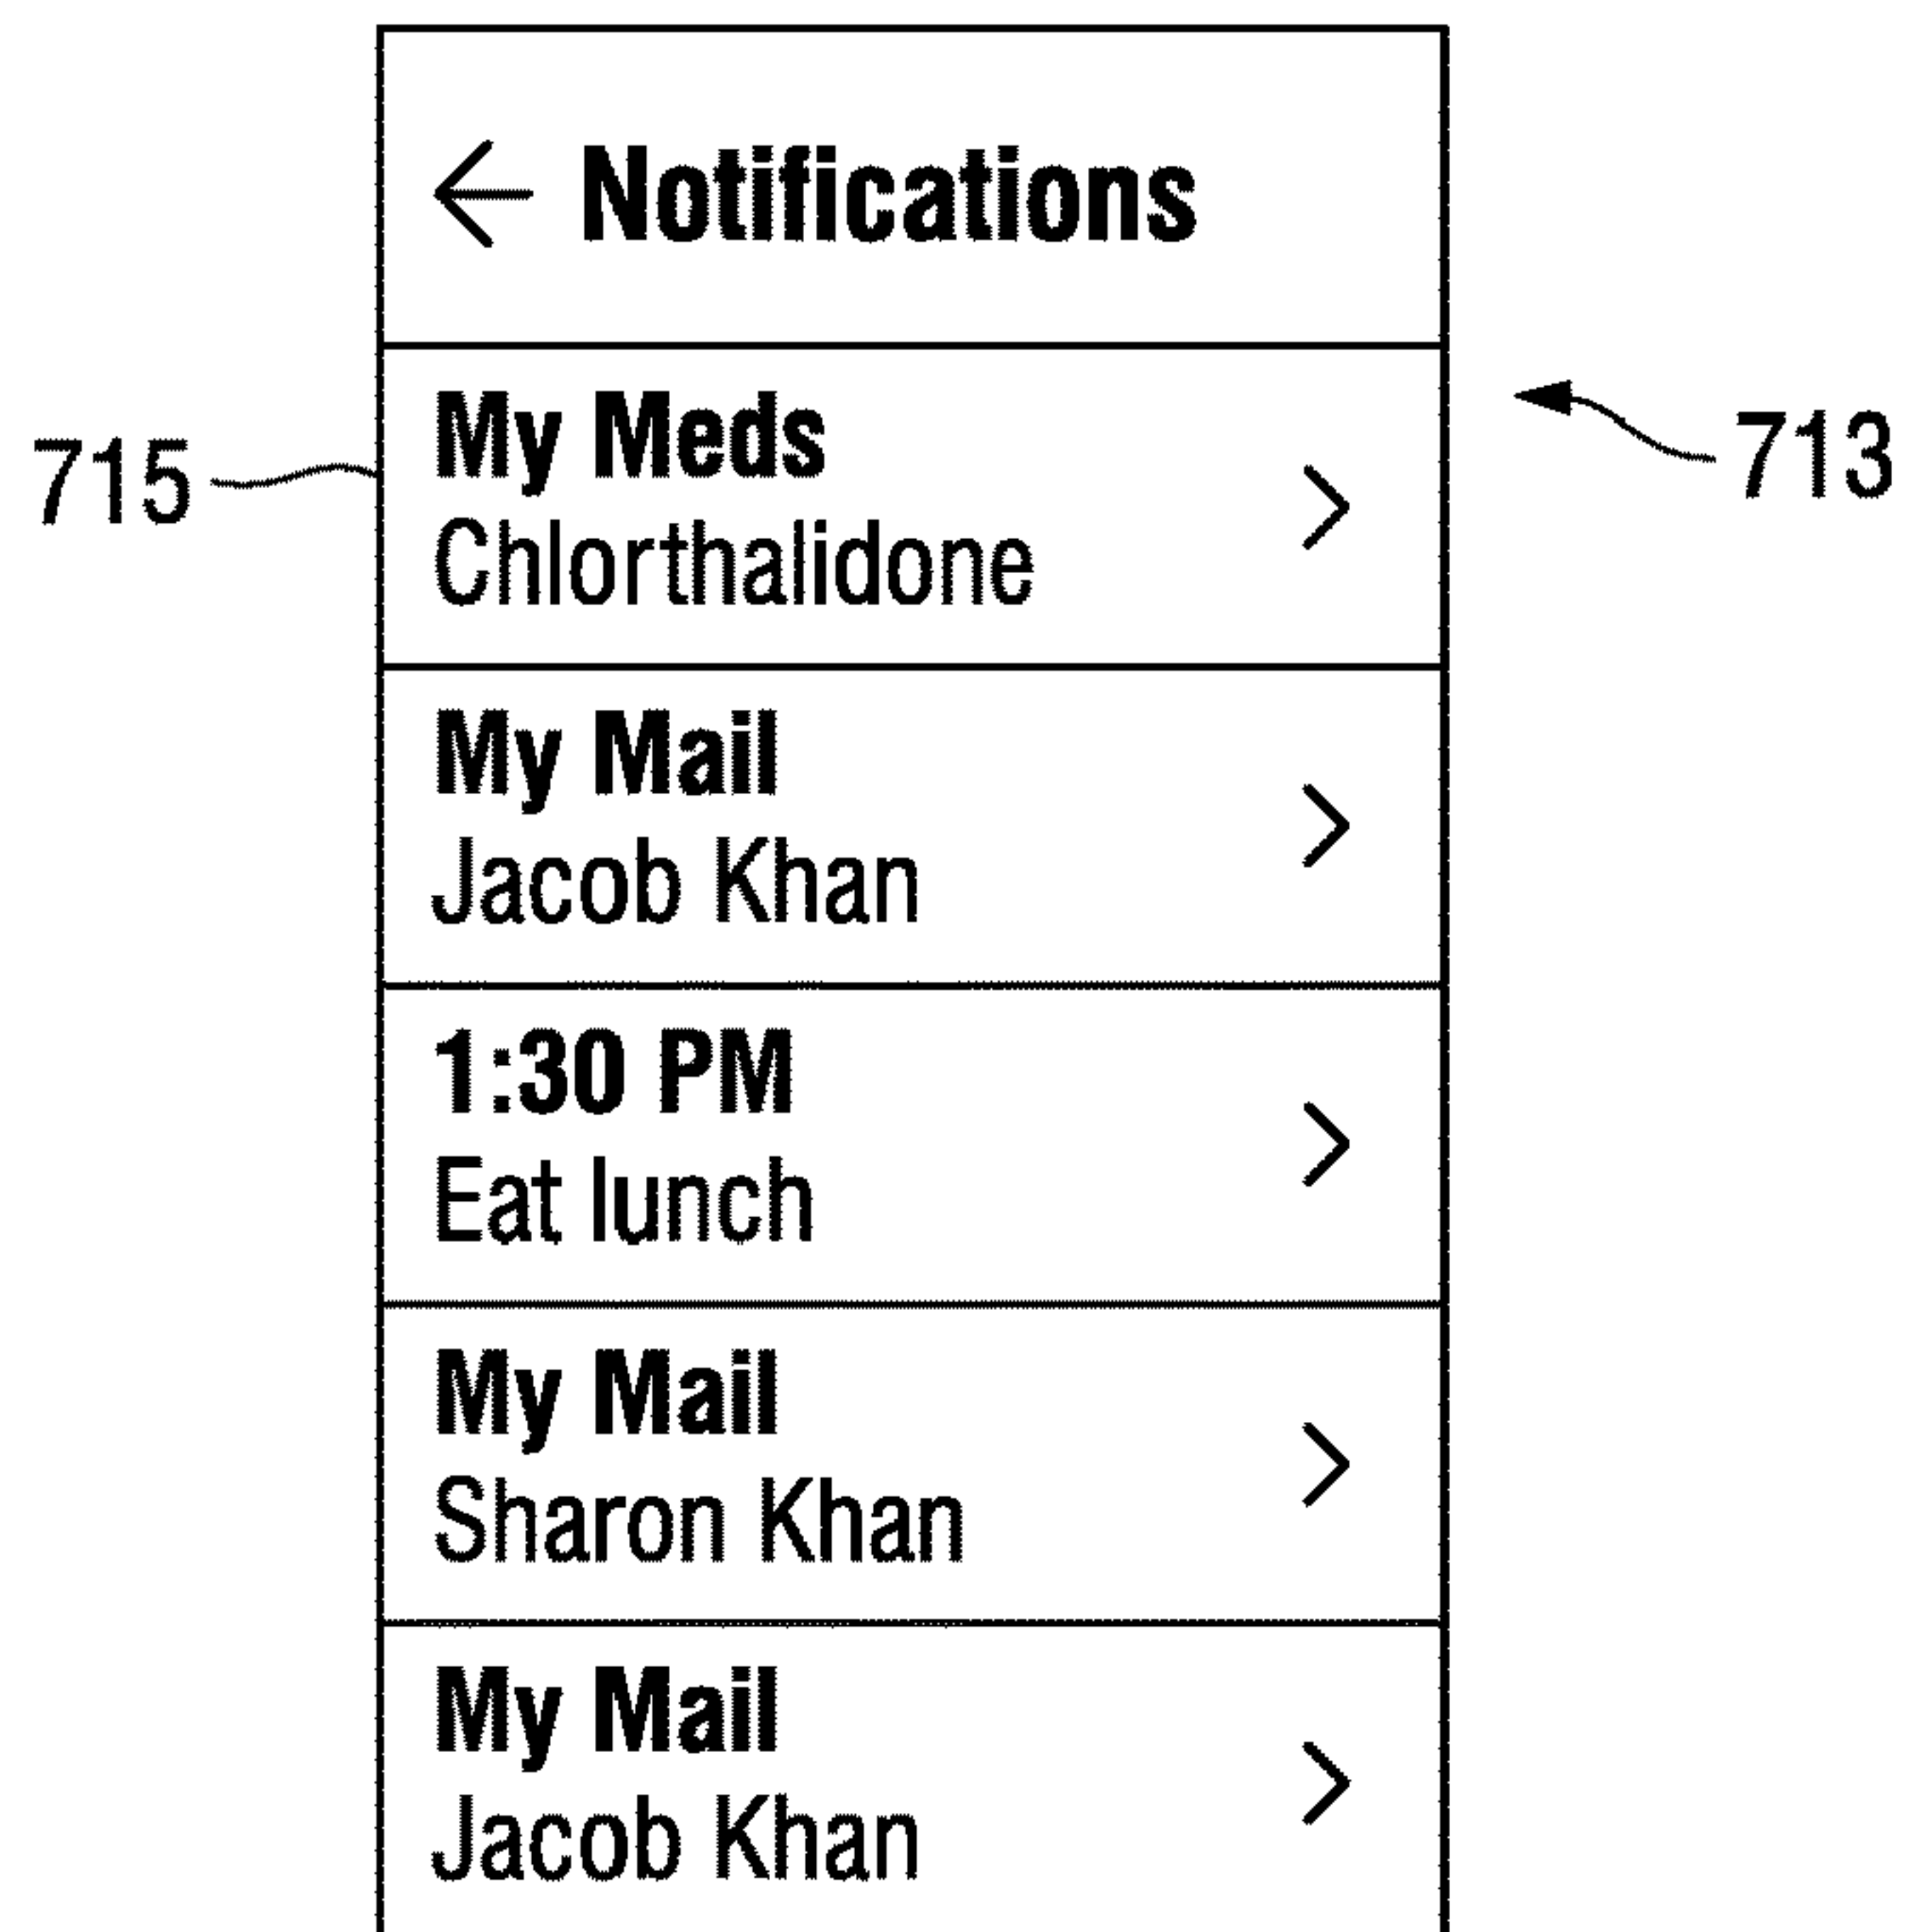 Notifications
My Meds
Chlorthalidone
715
713
My Mail
Jacob Khan
1:30 PM
Eat lunch
My Mail
Sharon Khan
My Mail
Jacob Khan